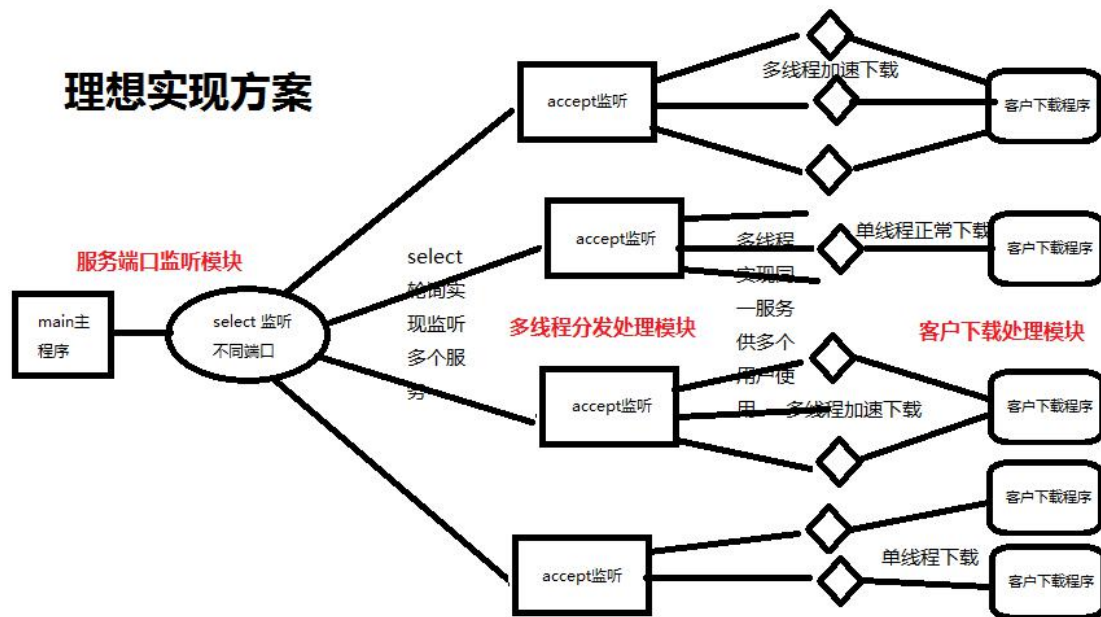 理想实现方案
服务端口监听模块
main主
程序
select 监听
不同端口
select
轮询实
现监听
多个服
务
accept监听
多线程加速下载
客户下载程序
accept监听
多线程
实现同
一服务
供多个
用户使
用
单线程正常下载
客户下载程序
多线程分发处理模块
客户下载处理模块
accept监听
多线程加速下载
客户下载程序
客户下载程序
accept监听
单线程下载
客户下载程序